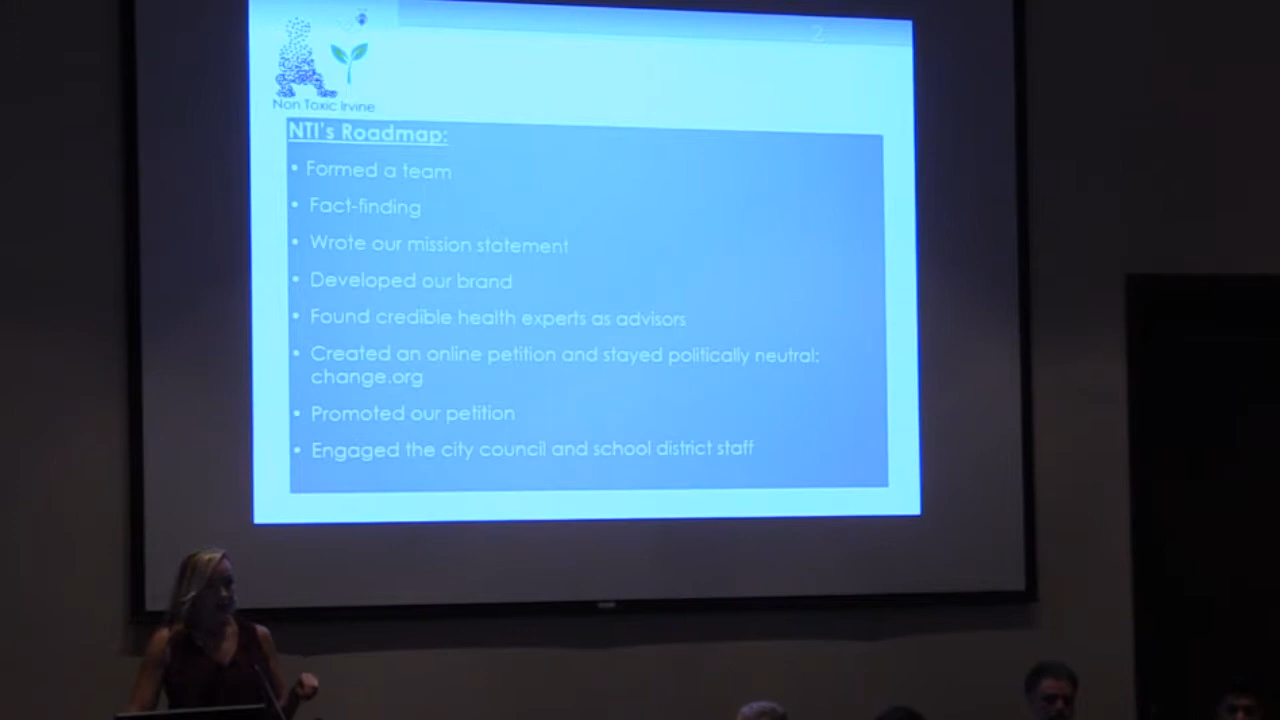 2
Non Toxic Irvine
NTI's Roadmap:
• Formed a team
• Fact-finding
• Wrote our mission statement
• Developed our brand
• Found credible health experts as advisors
• Created an online petition and stayed politically neutral:
change.org
• Promoted our petition
• Engaged the city council and school district staff